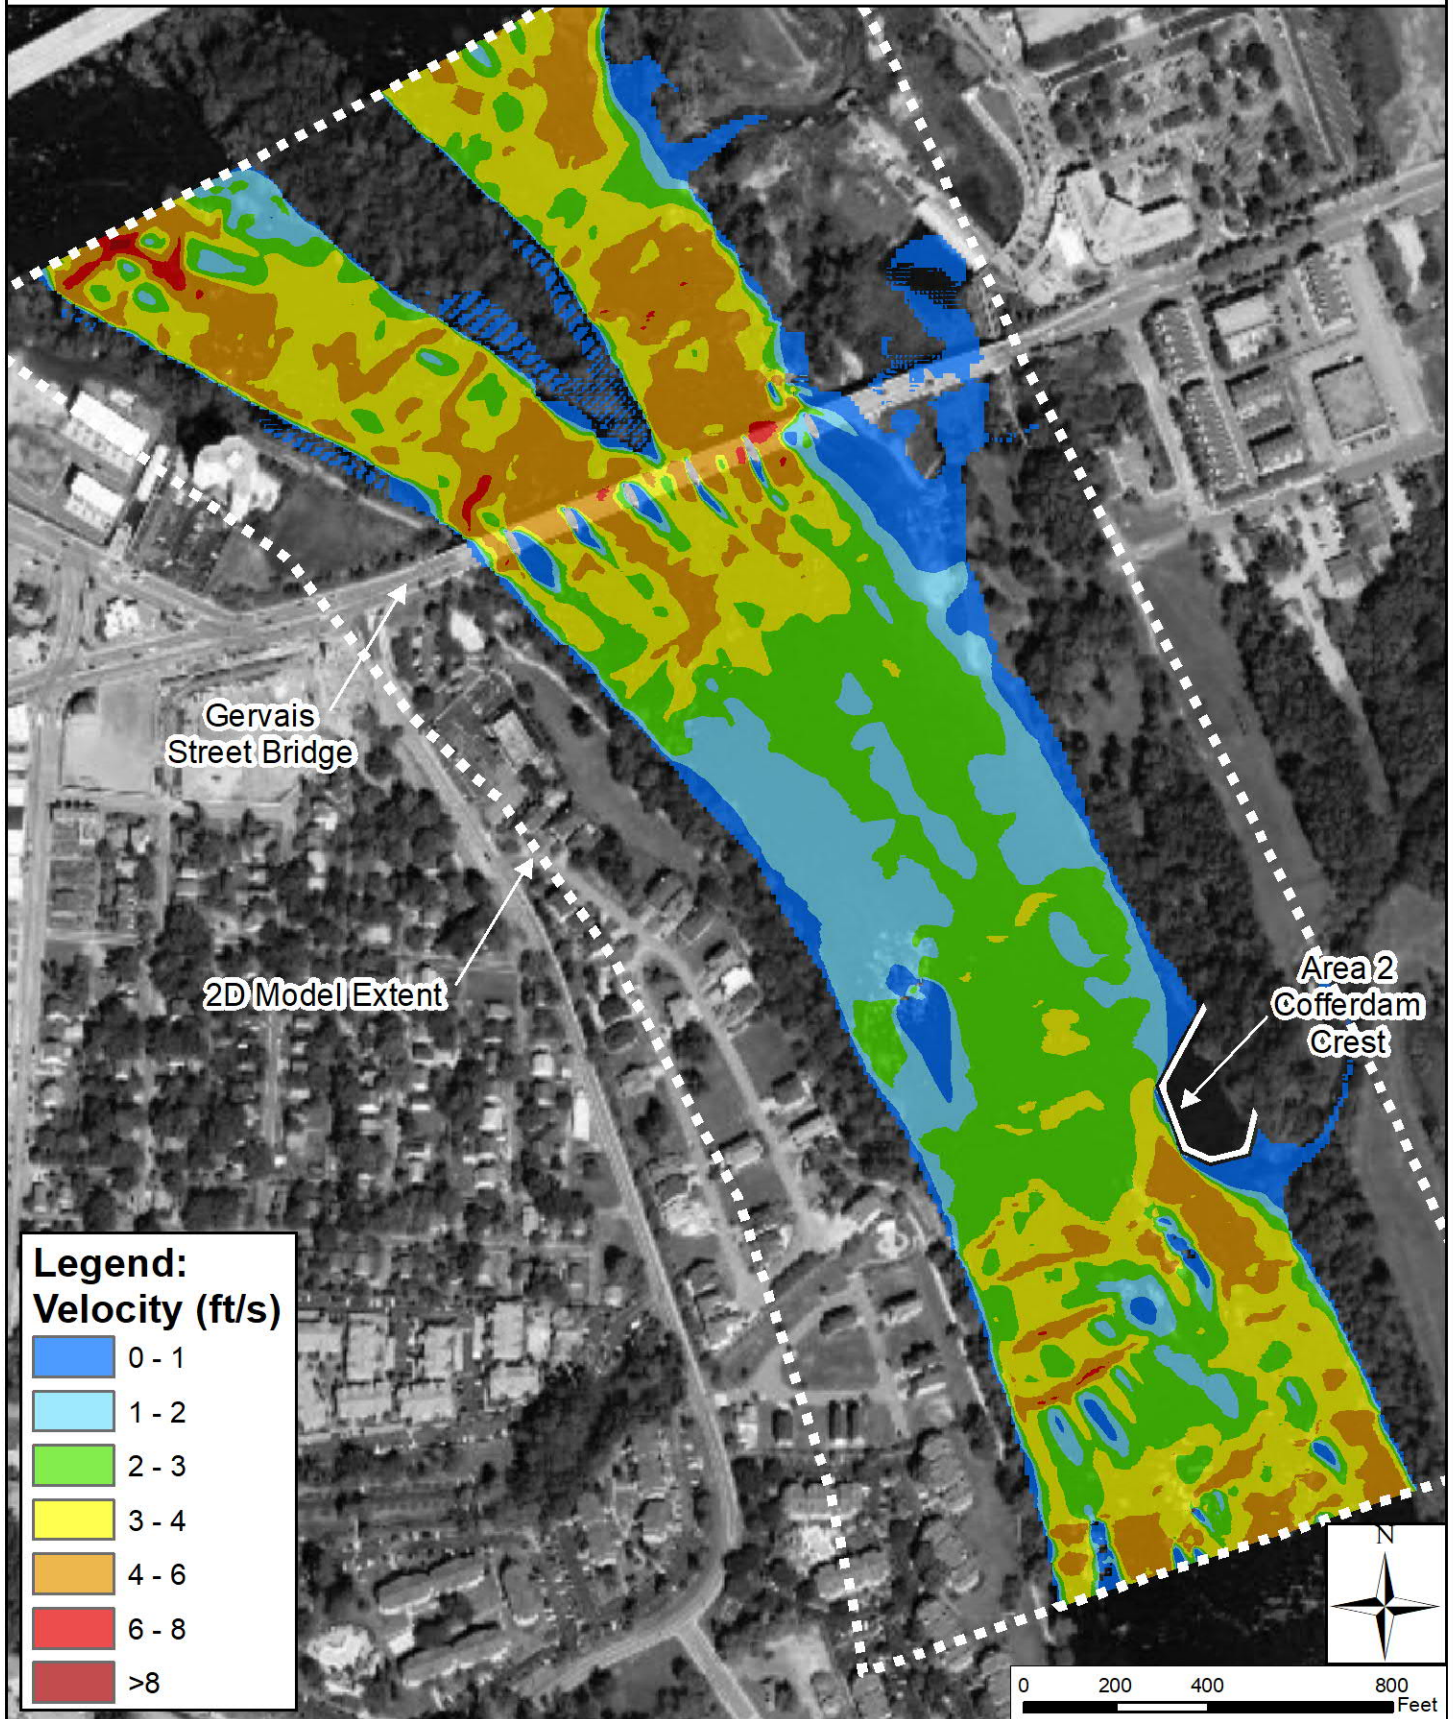 Gervais
Street Bridge
2D Model Extent
Area 2
Cofferdam
Crest
Legend:
Velocity (ft/s)
0 - 1
1 - 2
2 - 3
3 - 4
4 - 6
6 - 8
>8
N
0 200 400 800
Feet